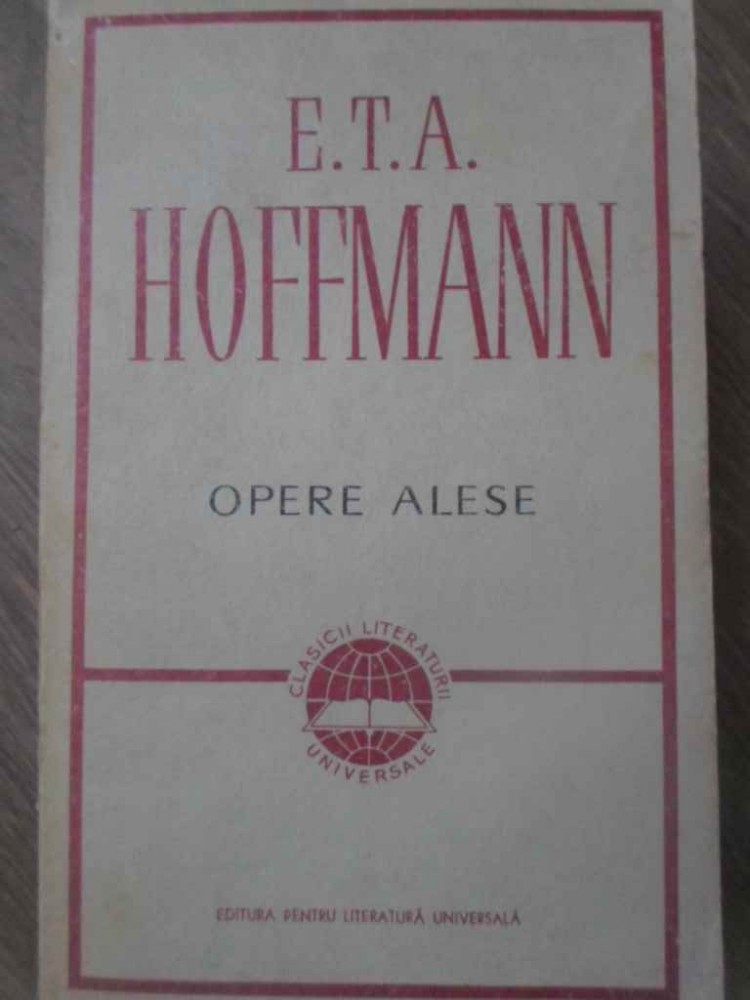 E.T.A.
HOFFMANN
OPERE ALESE
CLASICII LITERATURII
UNIVERSALE
EDITURA PENTRU LITERATURĂ UNIVERSALĂ